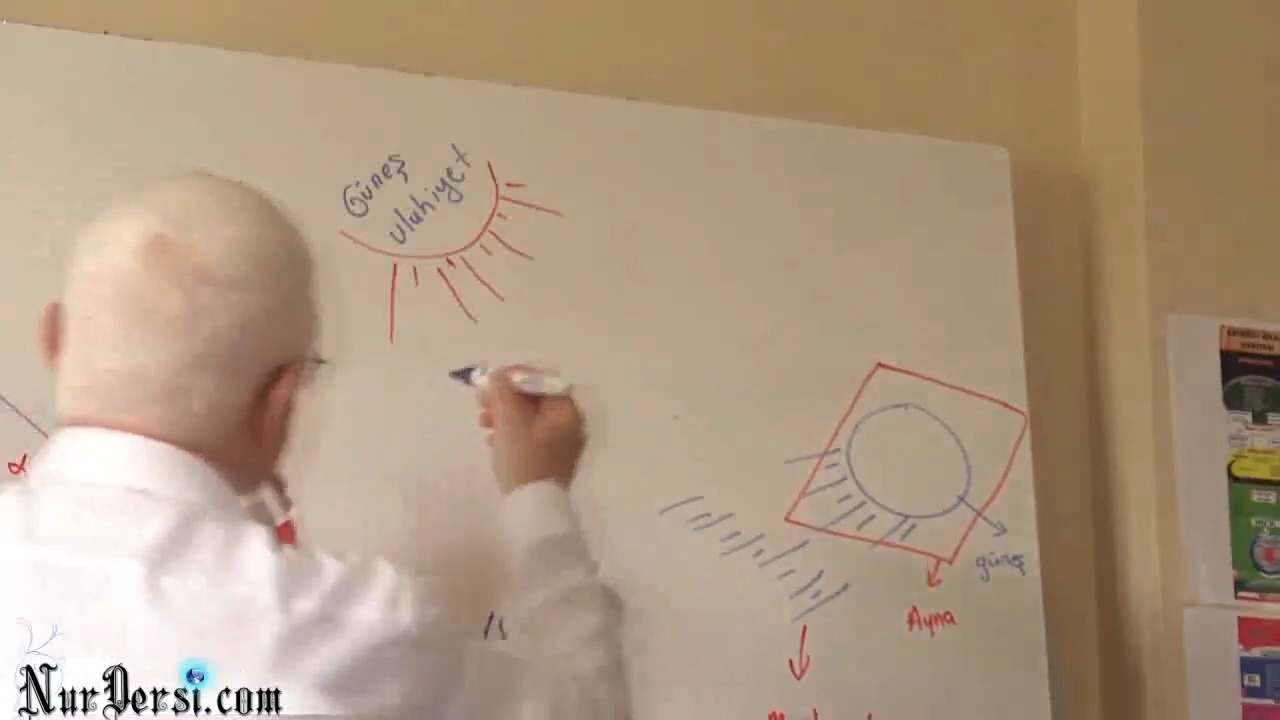 Güneş
uluhiyet
α
güneş
Ayna
NurDersi.com